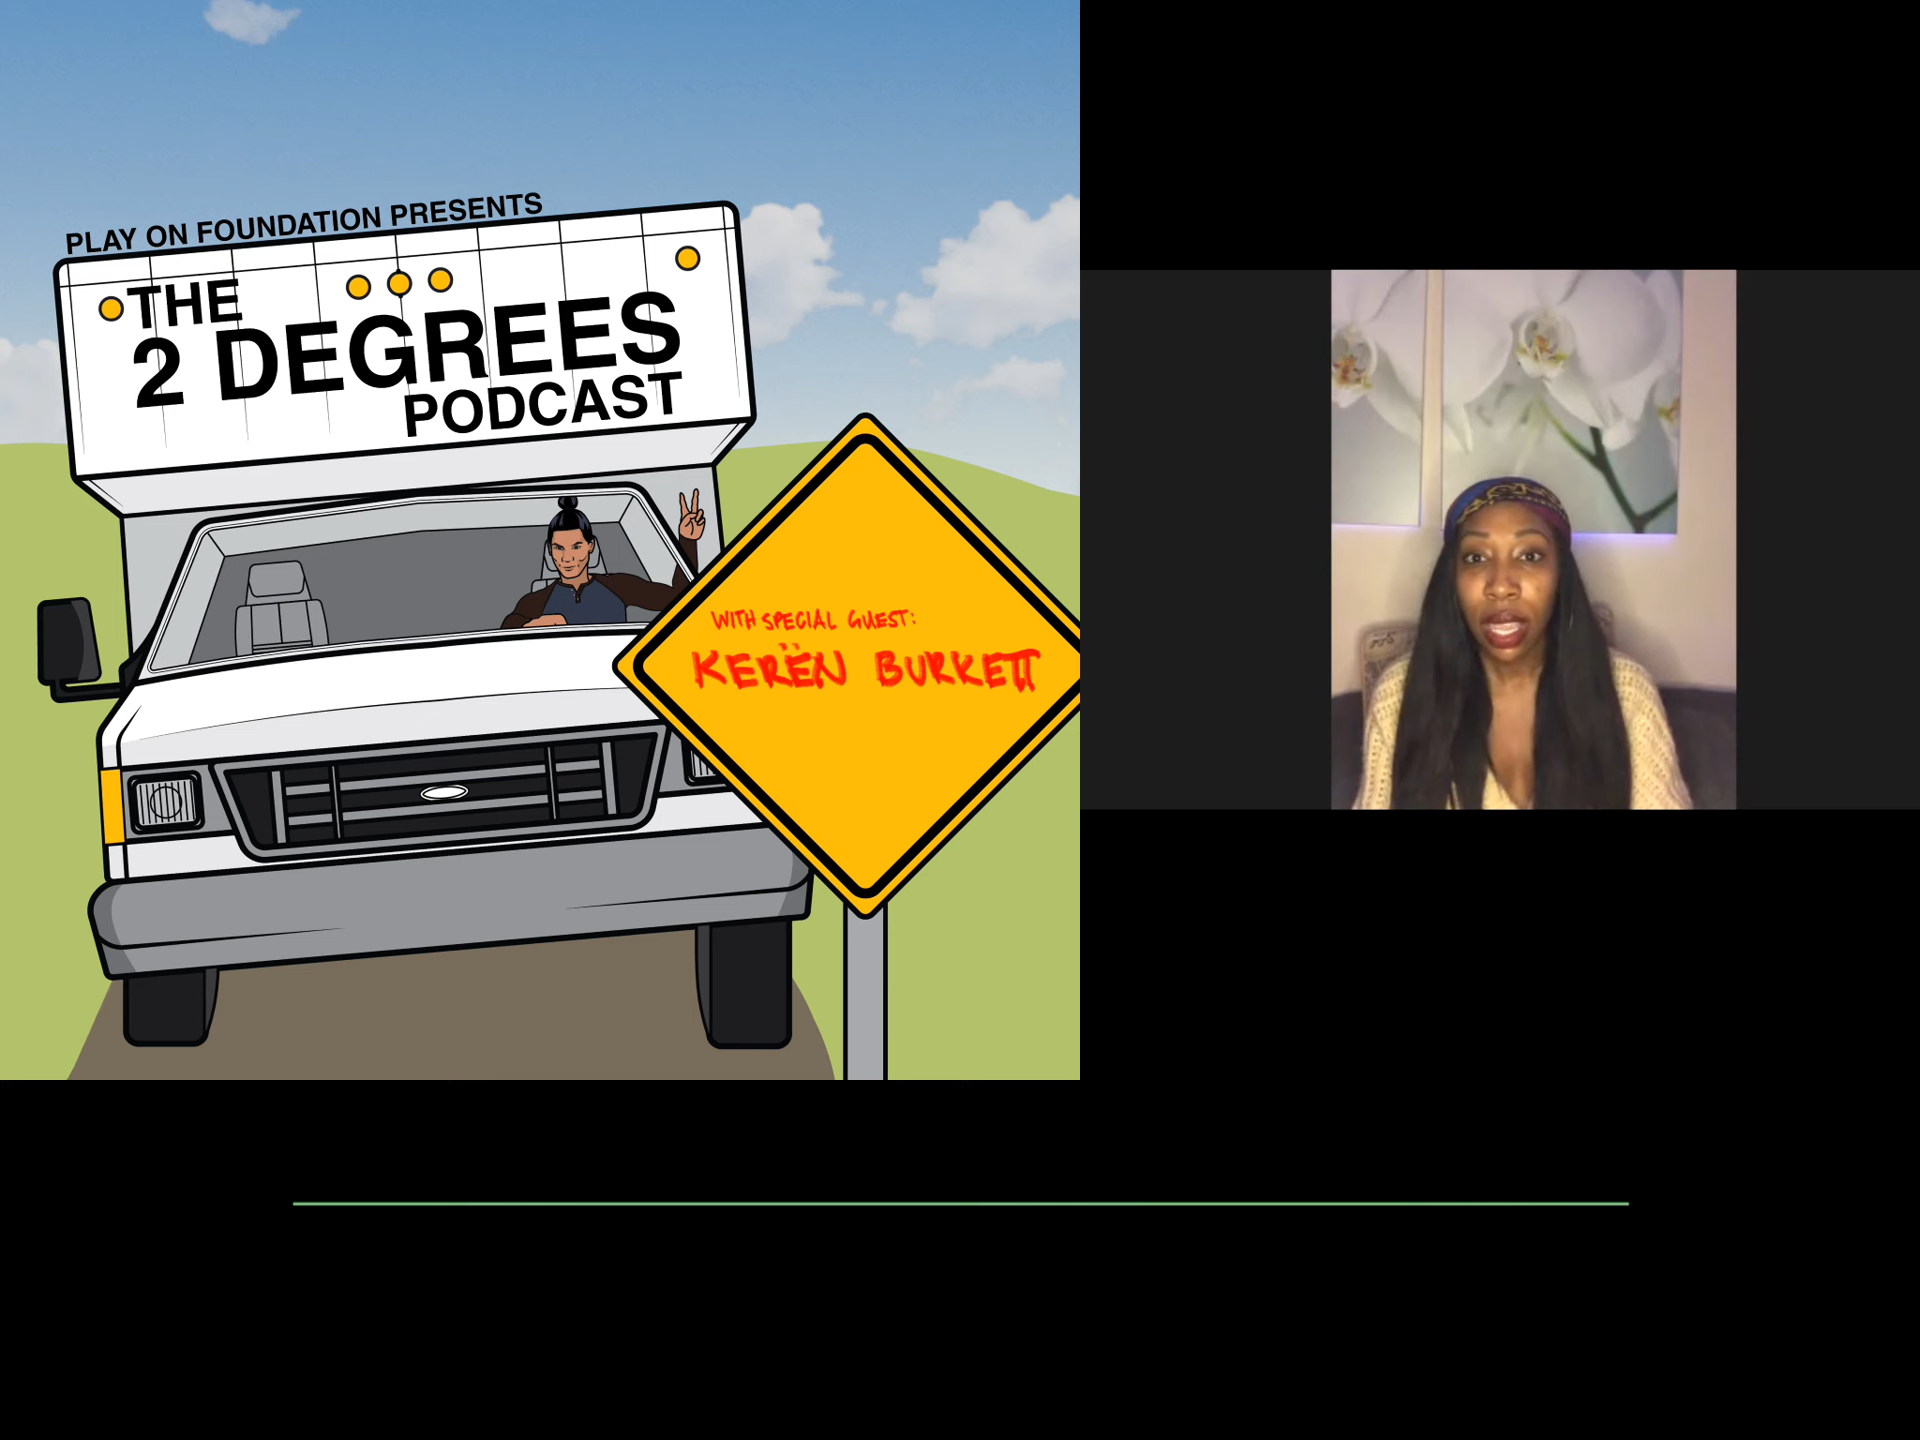 PLAY ON FOUNDATION PRESENTS
THE
2 DEGREES
PODCAST
WITH SPECIAL GUEST:
KERËN BURKETT